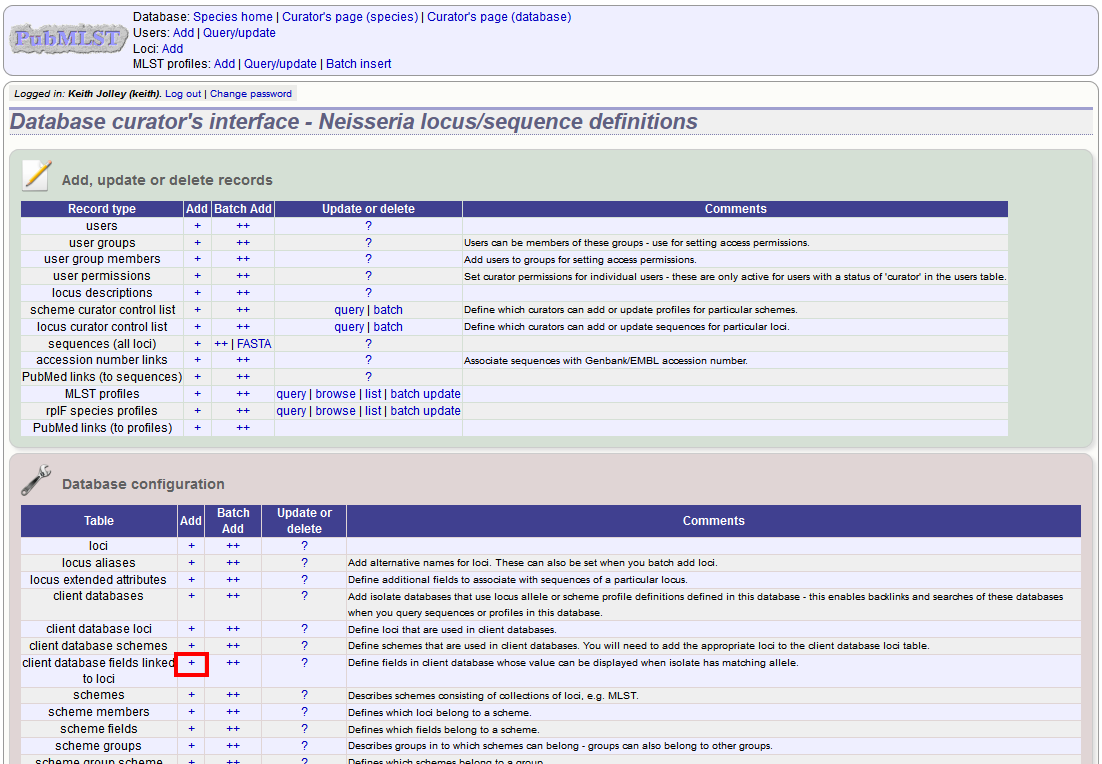 PubMLST
Database: Species home | Curator's page (species) | Curator's page (database)
Users: Add | Query/update
Loci: Add
MLST profiles: Add | Query/update | Batch insert
Logged in: Keith Jolley (keith). Log out | Change password
Database curator's interface - Neisseria locus/sequence definitions
Add, update or delete records
Record type Add Batch Add Update or delete Comments
users + ++ ?
user groups + ++ ? Users can be members of these groups - use for setting access permissions.
user group members + ++ ? Add users to groups for setting access permissions.
user permissions + ++ ? Set curator permissions for individual users - these are only active for users with a status of 'curator' in the users table.
locus descriptions + ++ ?
scheme curator control list + ++ query | batch Define which curators can add or update profiles for particular schemes.
locus curator control list + ++ query | batch Define which curators can add or update sequences for particular loci.
sequences (all loci) + ++ | FASTA ?
accession number links + ++ ? Associate sequences with Genbank/EMBL accession number.
PubMed links (to sequences) + ++ ?
MLST profiles + ++ query | browse | list | batch update
rplF species profiles + ++ query | browse | list | batch update
PubMed links (to profiles) + ++
Database configuration
Table Add Batch Add Update or delete Comments
loci + ++ ?
locus aliases + ++ ? Add alternative names for loci. These can also be set when you batch add loci.
locus extended attributes + ++ ? Define additional fields to associate with sequences of a particular locus.
client databases + ++ ? Add isolate databases that use locus allele or scheme profile definitions defined in this database - this enables backlinks and searches of these databases
when you query sequences or profiles in this database.
client database loci + ++ ? Define loci that are used in client databases.
client database schemes + ++ ? Define schemes that are used in client databases. You will need to add the appropriate loci to the client database loci table.
client database fields linked + ++ ? Define fields in client database whose value can be displayed when isolate has matching allele.
to loci
schemes + ++ ? Describes schemes consisting of collections of loci, e.g. MLST.
scheme members + ++ ? Defines which loci belong to a scheme.
scheme fields + ++ ? Defines which fields belong to a scheme.
scheme groups + ++ ? Describes groups in to which schemes can belong - groups can also belong to other groups.
scheme group scheme + ++ ? Defines which schemes belong to a group.